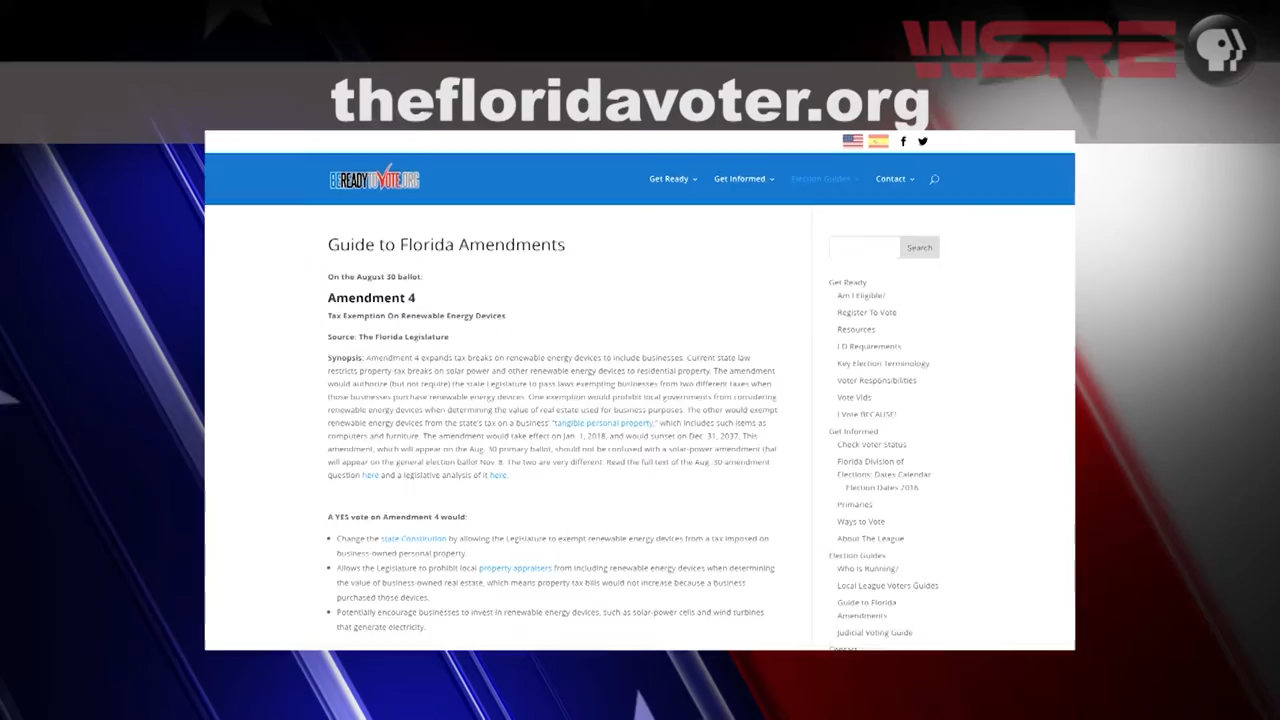 WSRE
thefloridavoter.org
BEREADYTOVOTE.ORG
Get Ready
Get Informed
Election Guides
Contact
Guide to Florida Amendments
Search
On the August 30 ballot:
Amendment 4
Tax Exemption On Renewable Energy Devices
Source: The Florida Legislature
Synopsis: Amendment 4 expands tax breaks on renewable energy devices to include businesses. Current state law
restricts property-tax breaks on solar power and other renewable energy devices to residential property. The amendment
would authorize (but not require) the state Legislature to pass laws exempting businesses from two different taxes when
those businesses purchase renewable energy devices. One exemption would prohibit local governments from considering
renewable energy devices when determining the value of real estate used for business purposes. The other would exempt
renewable energy devices from the state's tax on a business' "tangible personal property," which includes such items as
computers and furniture. The amendment would take effect on Jan. 1, 2018, and would sunset on Dec. 31, 2037. This
amendment, which will appear on the Aug. 30 primary ballot, should not be confused with a solar-power amendment that
will appear on the general election ballot Nov. 8. The two are very different. Read the full text of the Aug. 30 amendment
question here and a legislative analysis of it here.
A YES vote on Amendment 4 would:
Change the state Constitution by allowing the Legislature to exempt renewable energy devices from a tax imposed on
business-owned personal property.
Allows the Legislature to prohibit local property appraisers from including renewable energy devices when determining
the value of business-owned real estate, which means property tax bills would not increase because a business
purchased those devices.
Potentially encourage businesses to invest in renewable energy devices, such as solar-power cells and wind turbines
that generate electricity.
Get Ready
Am I Eligible?
Register To Vote
Resources
I.D Requirements
Key Election Terminology
Voter Responsibilities
Vote Vids
I Vote BECAUSE!
Get Informed
Check Voter Status
Florida Division of
Elections: Dates Calendar
Election Dates 2016
Primaries
Ways to Vote
About The League
Election Guides
Who Is Running?
Local League Voters Guides
Guide to Florida
Amendments
Judicial Voting Guide
Contact